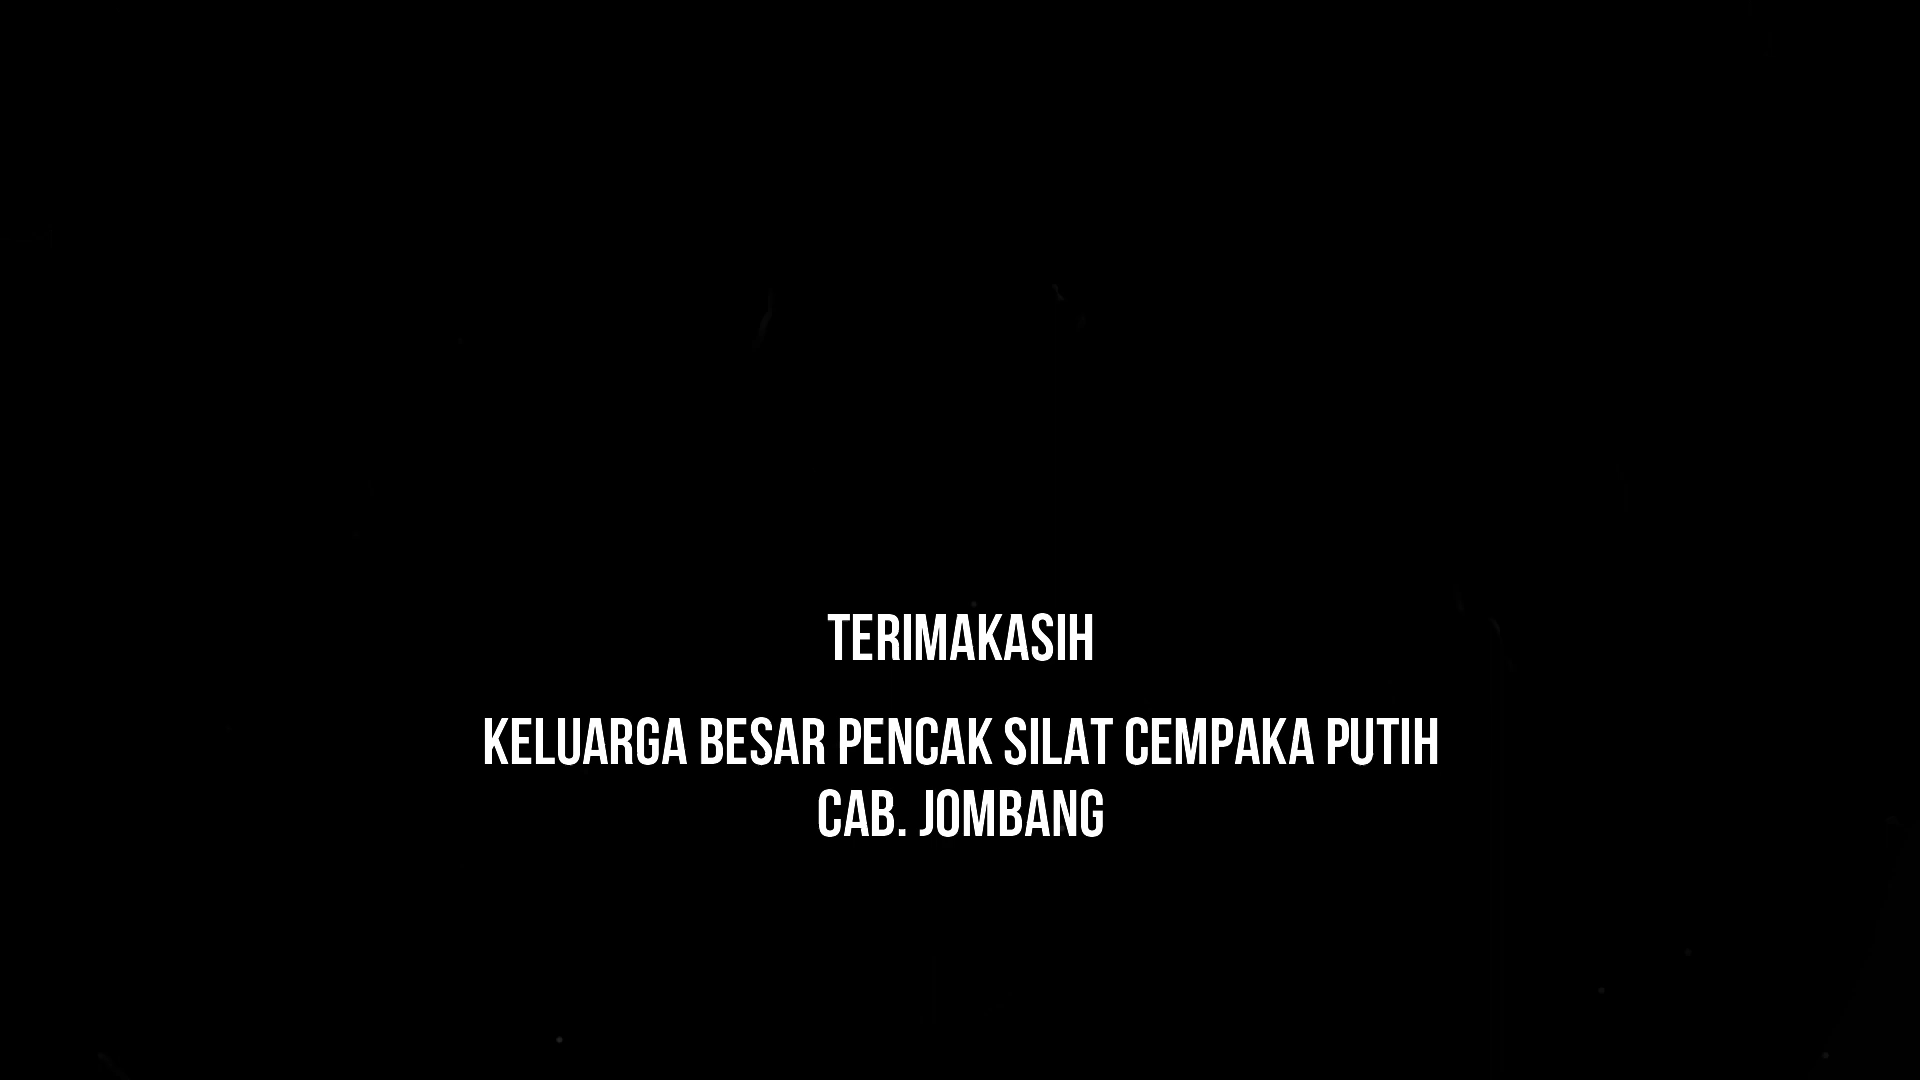 TERIMAKASIH
KELUARGA BESAR PENCAK SILAT CEMPAKA PUTIH
CAB. JOMBANG